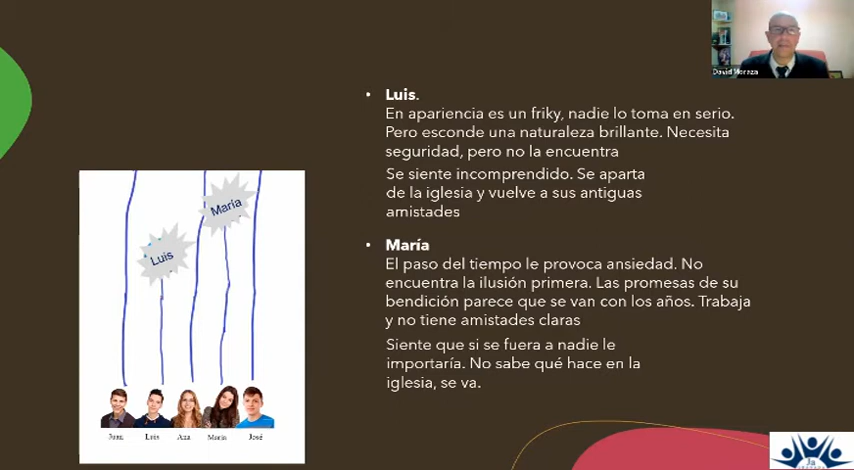 David Moraza
Luis.
En apariencia es un friky, nadie lo toma en serio.
Pero esconde una naturaleza brillante. Necesita
seguridad, pero no la encuentra
Se siente incomprendido. Se aparta
de la iglesia y vuelve a sus antiguas
amistades
María
El paso del tiempo le provoca ansiedad. No
encuentra la ilusión primera. Las promesas de su
bendición parece que se van con los años. Trabaja
y no tiene amistades claras
Siente que si se fuera a nadie le
importaría. No sabe qué hace en la
iglesia, se va.
María
Luis
Juan Luis Ana María José